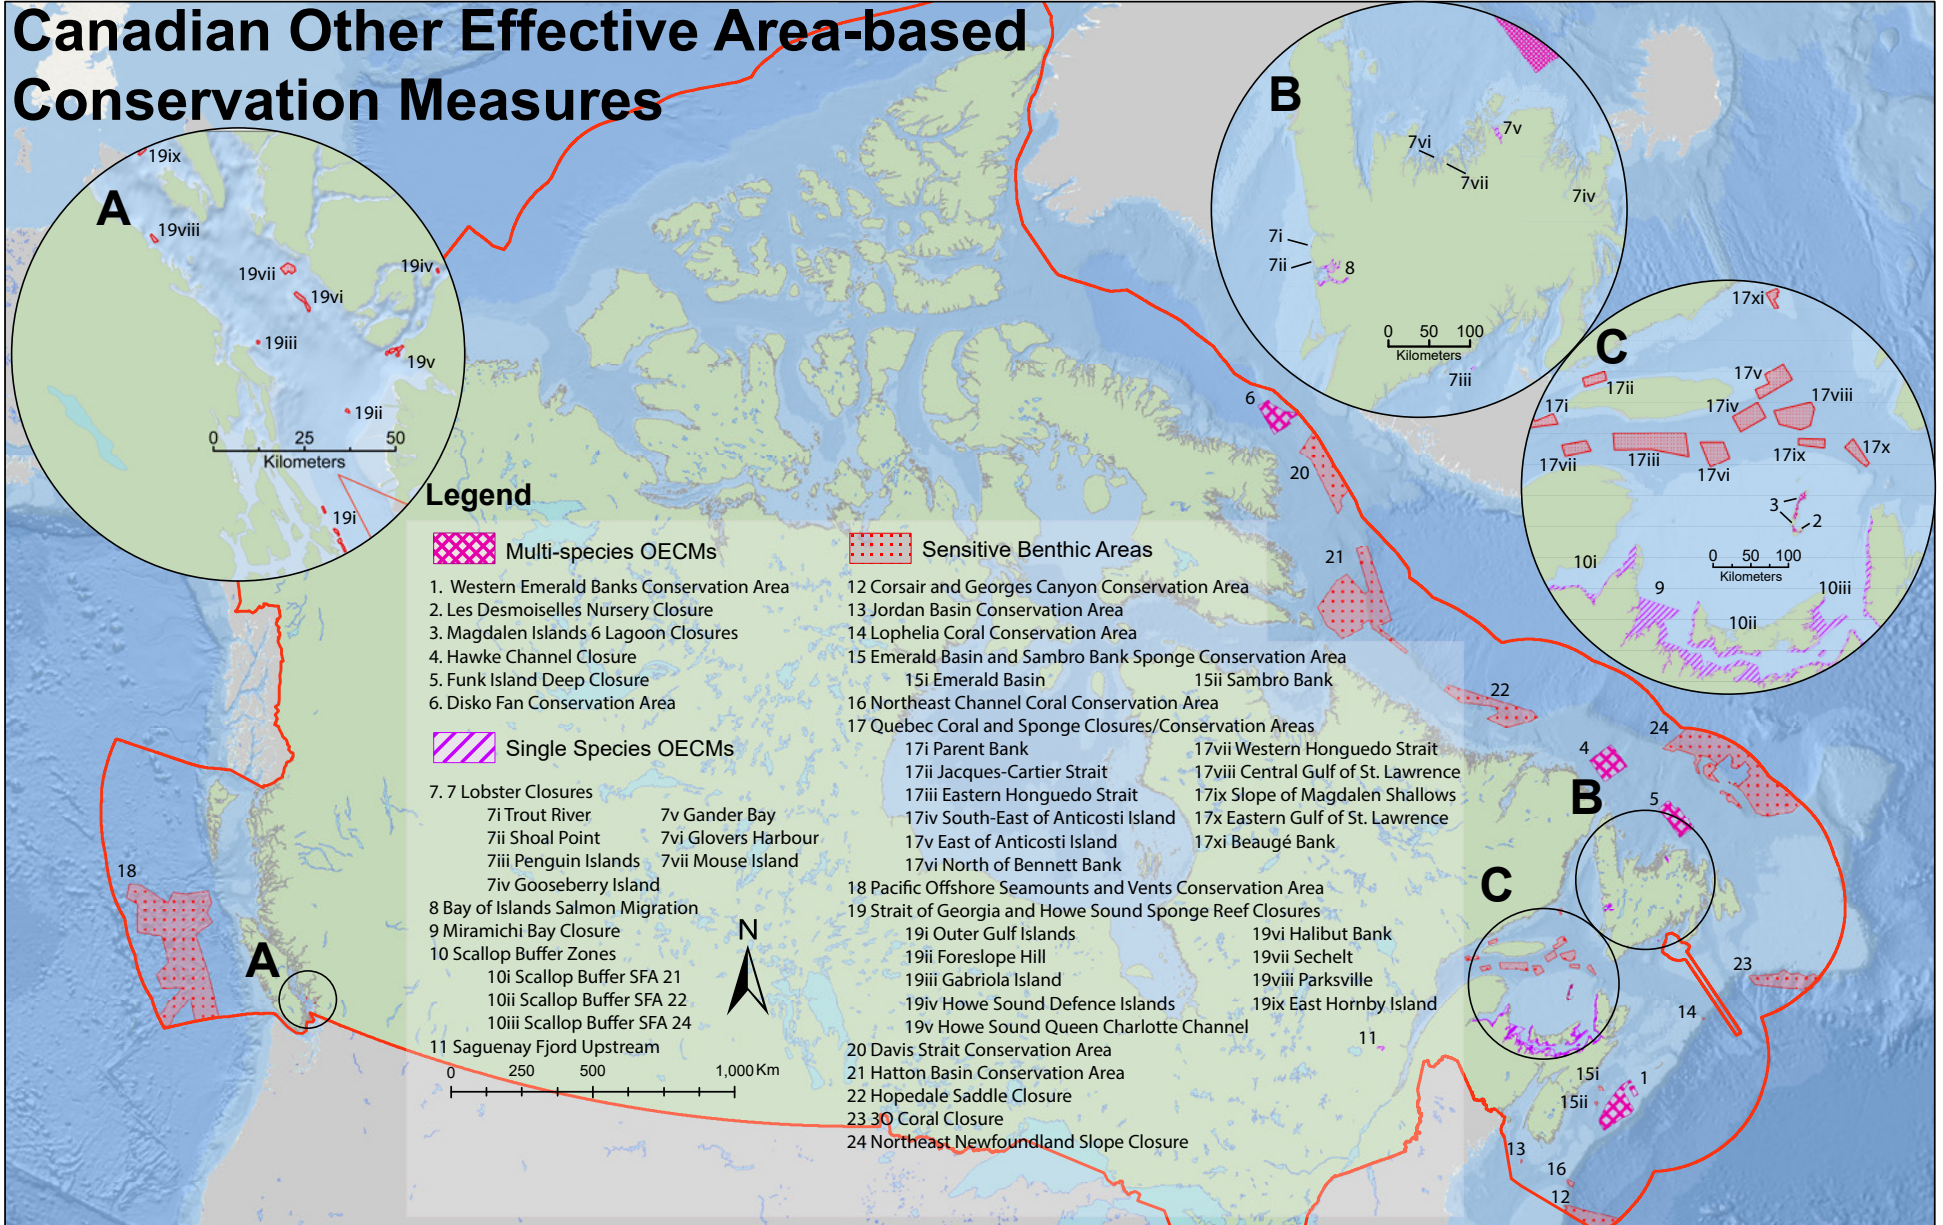 Canadian Other Effective Area-based
Conservation Measures
A
19ix
19viii
19vii
19iv
19vi
19iii
19v
19ii
0 25 50
Kilometers
19i
B
7v
7vi
7vii
7iv
7i
7ii
8
0 50 100
Kilometers
7iii
C
17xi
17ii
17v
17viii
17i
17iv
17vii
17iii
17vi
17ix
17x
3
2
0 50 100
Kilometers
10i
9
10iii
10ii
6
20
21
22
24
4
5
B
C
18
A
23
14
11
15i
1
15ii
13
16
12
Legend
Multi-species OECMs
1. Western Emerald Banks Conservation Area
2. Les Desmoiselles Nursery Closure
3. Magdalen Islands 6 Lagoon Closures
4. Hawke Channel Closure
5. Funk Island Deep Closure
6. Disko Fan Conservation Area
Single Species OECMs
7. 7 Lobster Closures
7i Trout River 7v Gander Bay
7ii Shoal Point 7vi Glovers Harbour
7iii Penguin Islands 7vii Mouse Island
7iv Gooseberry Island
8 Bay of Islands Salmon Migration
9 Miramichi Bay Closure
10 Scallop Buffer Zones
10i Scallop Buffer SFA 21
10ii Scallop Buffer SFA 22
10iii Scallop Buffer SFA 24
11 Saguenay Fjord Upstream
0 250 500 1,000 Km
N
Sensitive Benthic Areas
12 Corsair and Georges Canyon Conservation Area
13 Jordan Basin Conservation Area
14 Lophelia Coral Conservation Area
15 Emerald Basin and Sambro Bank Sponge Conservation Area
15i Emerald Basin 15ii Sambro Bank
16 Northeast Channel Coral Conservation Area
17 Quebec Coral and Sponge Closures/Conservation Areas
17i Parent Bank 17vii Western Honguedo Strait
17ii Jacques-Cartier Strait 17viii Central Gulf of St. Lawrence
17iii Eastern Honguedo Strait 17ix Slope of Magdalen Shallows
17iv South-East of Anticosti Island 17x Eastern Gulf of St. Lawrence
17v East of Anticosti Island 17xi Beaugé Bank
17vi North of Bennett Bank
18 Pacific Offshore Seamounts and Vents Conservation Area
19 Strait of Georgia and Howe Sound Sponge Reef Closures
19i Outer Gulf Islands 19vi Halibut Bank
19ii Foreslope Hill 19vii Sechelt
19iii Gabriola Island 19viii Parksville
19iv Howe Sound Defence Islands 19ix East Hornby Island
19v Howe Sound Queen Charlotte Channel
20 Davis Strait Conservation Area
21 Hatton Basin Conservation Area
22 Hopedale Saddle Closure
23 3O Coral Closure
24 Northeast Newfoundland Slope Closure